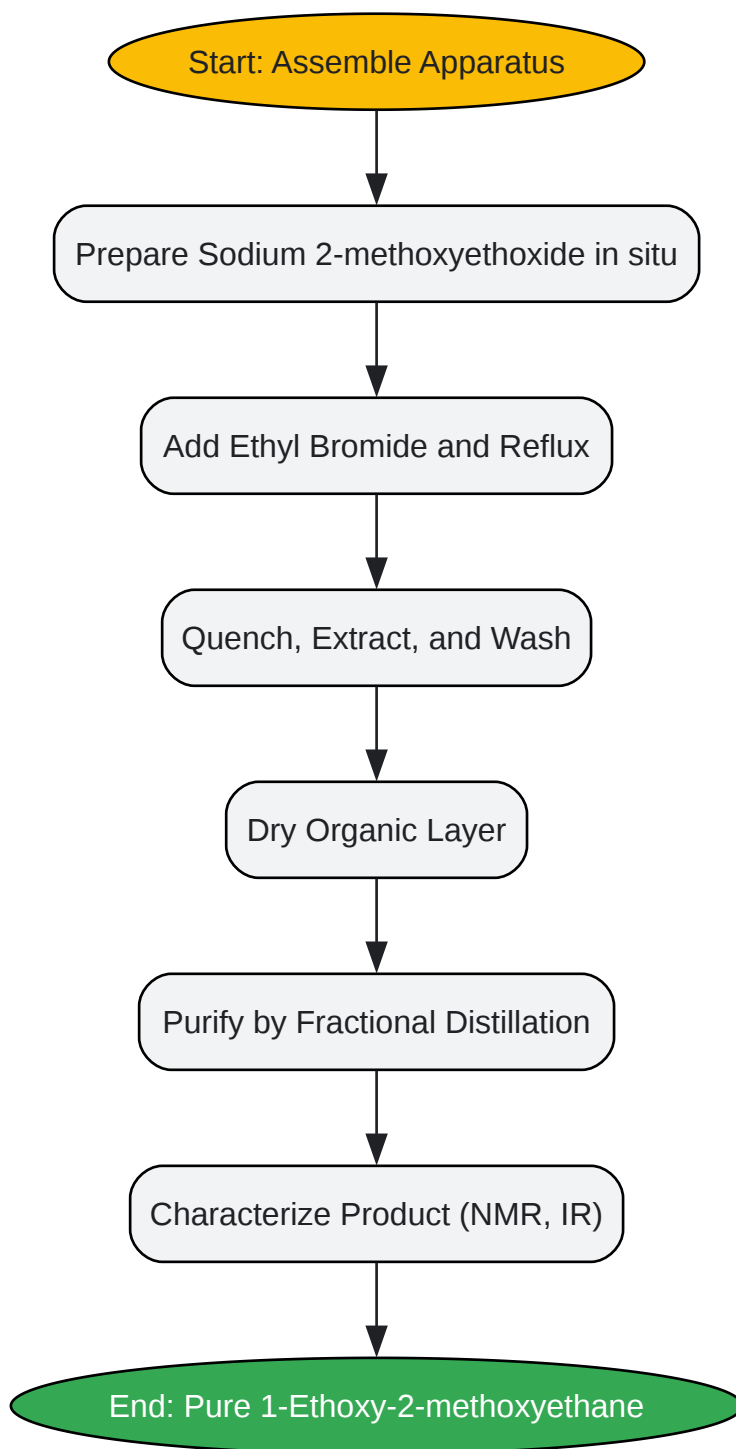 Start: Assemble Apparatus
Prepare Sodium 2-methoxyethoxide in situ
Add Ethyl Bromide and Reflux
Quench, Extract, and Wash
Dry Organic Layer
Purify by Fractional Distillation
Characterize Product (NMR, IR)
End: Pure 1-Ethoxy-2-methoxyethane